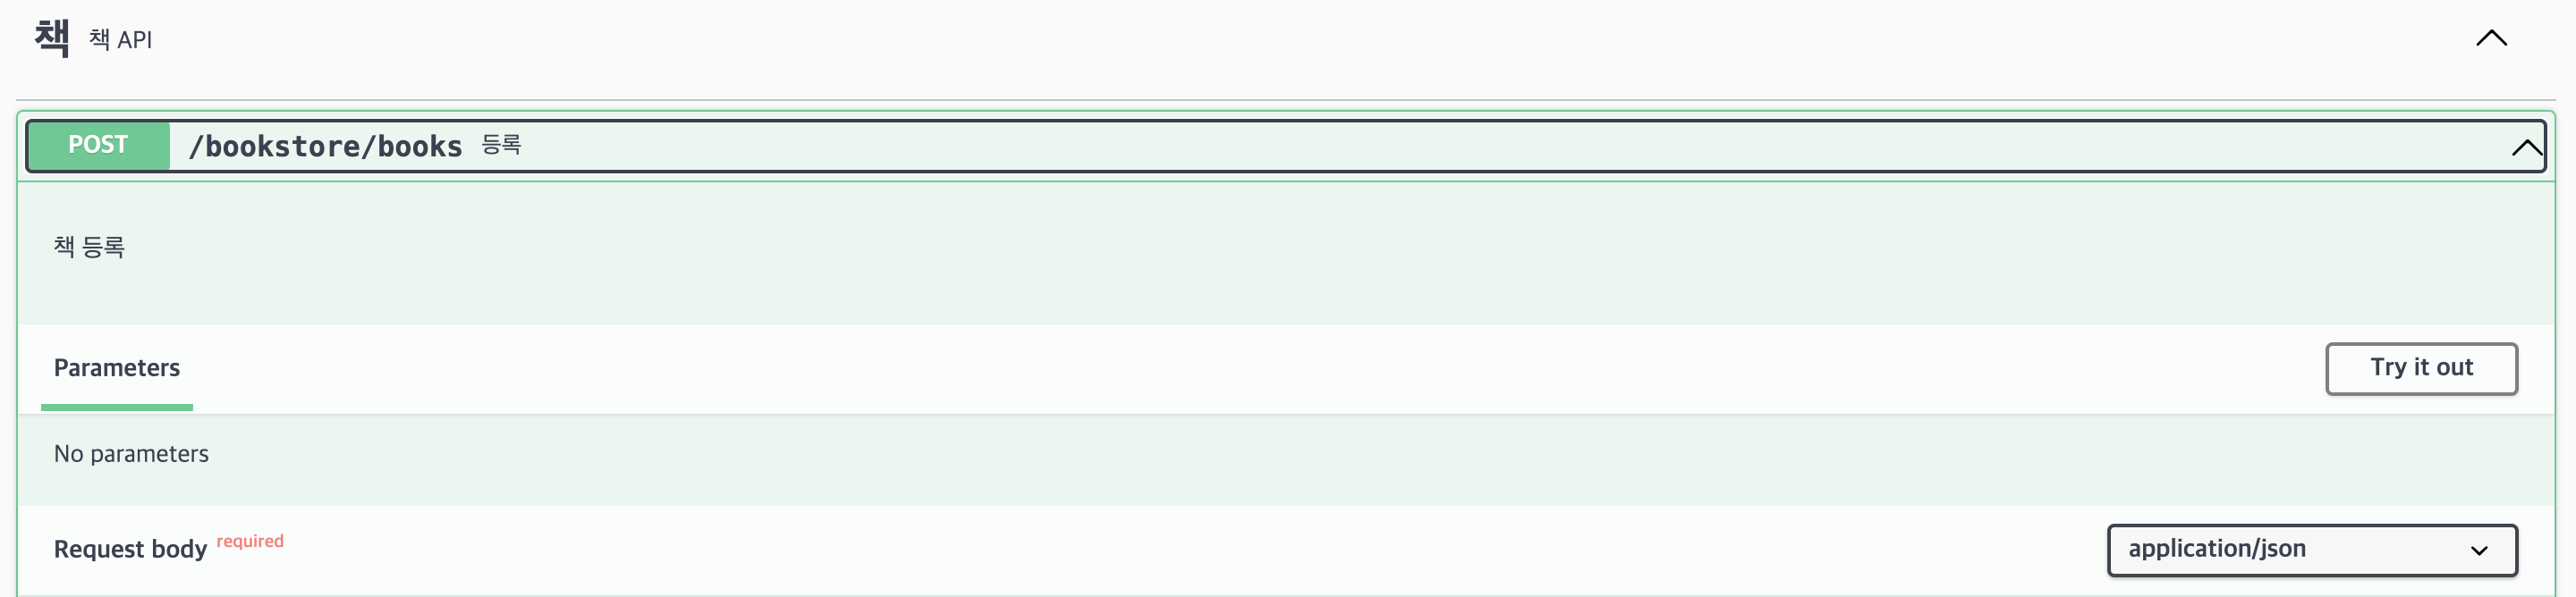 책 책 API
POST /bookstore/books 등록
책 등록
Parameters Try it out
No parameters
Request body required application/json